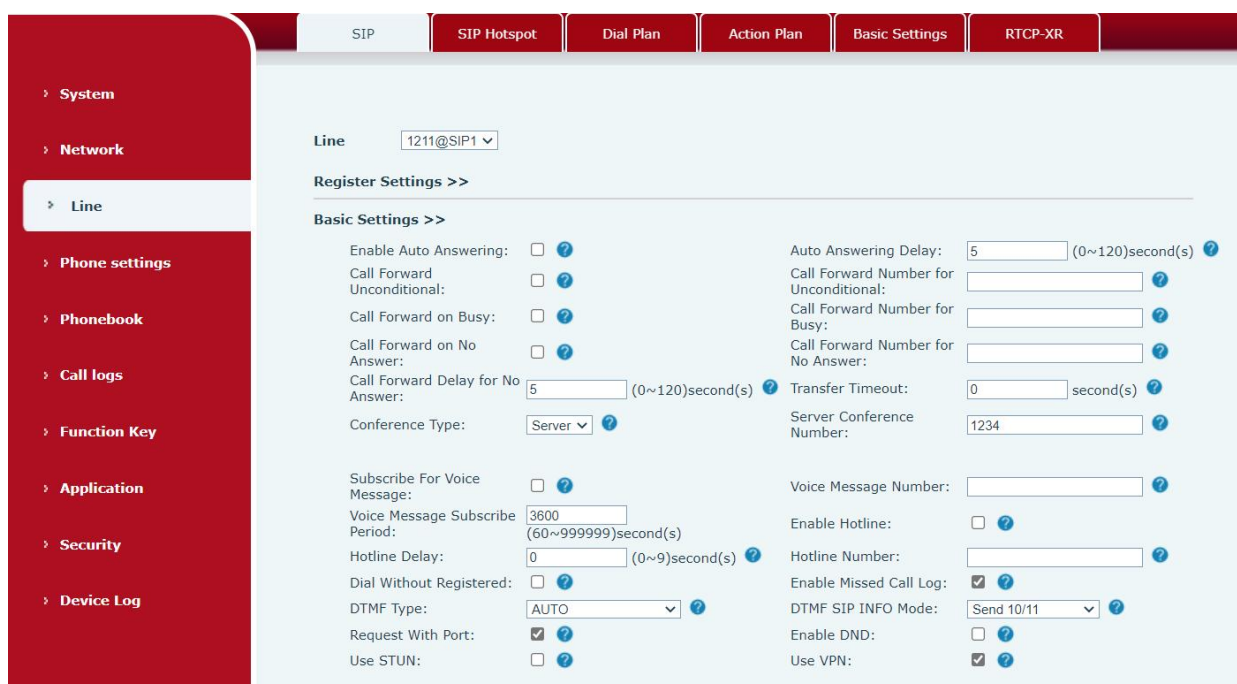 SIP
SIP Hotspot
Dial Plan
Action Plan
Basic Settings
RTCP-XR
System
Network
Line
Phone settings
Phonebook
Call logs
Function Key
Application
Security
Device Log
Line 1211@SIP1
Register Settings >>
Basic Settings >>
Enable Auto Answering:
Auto Answering Delay: 5 (0~120)second(s)
Call Forward
Unconditional:
Call Forward Number for
Unconditional:
Call Forward on Busy:
Call Forward Number for
Busy:
Call Forward on No
Answer:
Call Forward Number for
No Answer:
Call Forward Delay for No
Answer: 5 (0~120)second(s)
Transfer Timeout: 0 second(s)
Conference Type: Server
Server Conference
Number: 1234
Subscribe For Voice
Message:
Voice Message Number:
Voice Message Subscribe
Period: 3600
(60~999999)second(s)
Enable Hotline:
Hotline Delay: 0 (0~9)second(s)
Hotline Number:
Dial Without Registered:
Enable Missed Call Log:
DTMF Type: AUTO
DTMF SIP INFO Mode: Send 10/11
Request With Port:
Enable DND:
Use STUN:
Use VPN: